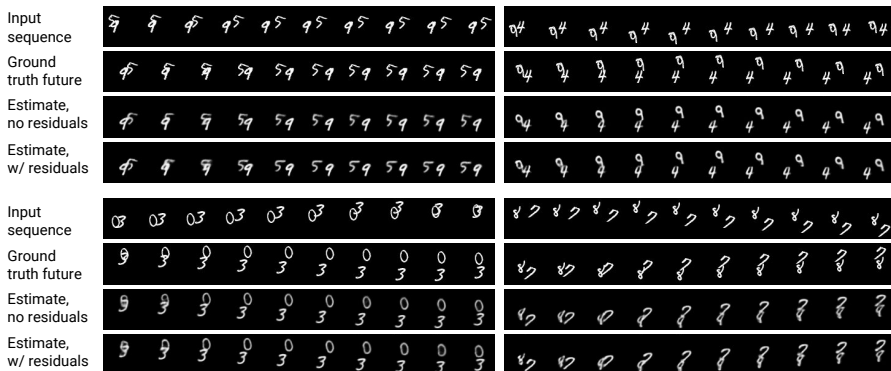 Input
sequence
Ground
truth future
Estimate,
no residuals
Estimate,
w/ residuals
Input
sequence
Ground
truth future
Estimate,
no residuals
Estimate,
w/ residuals